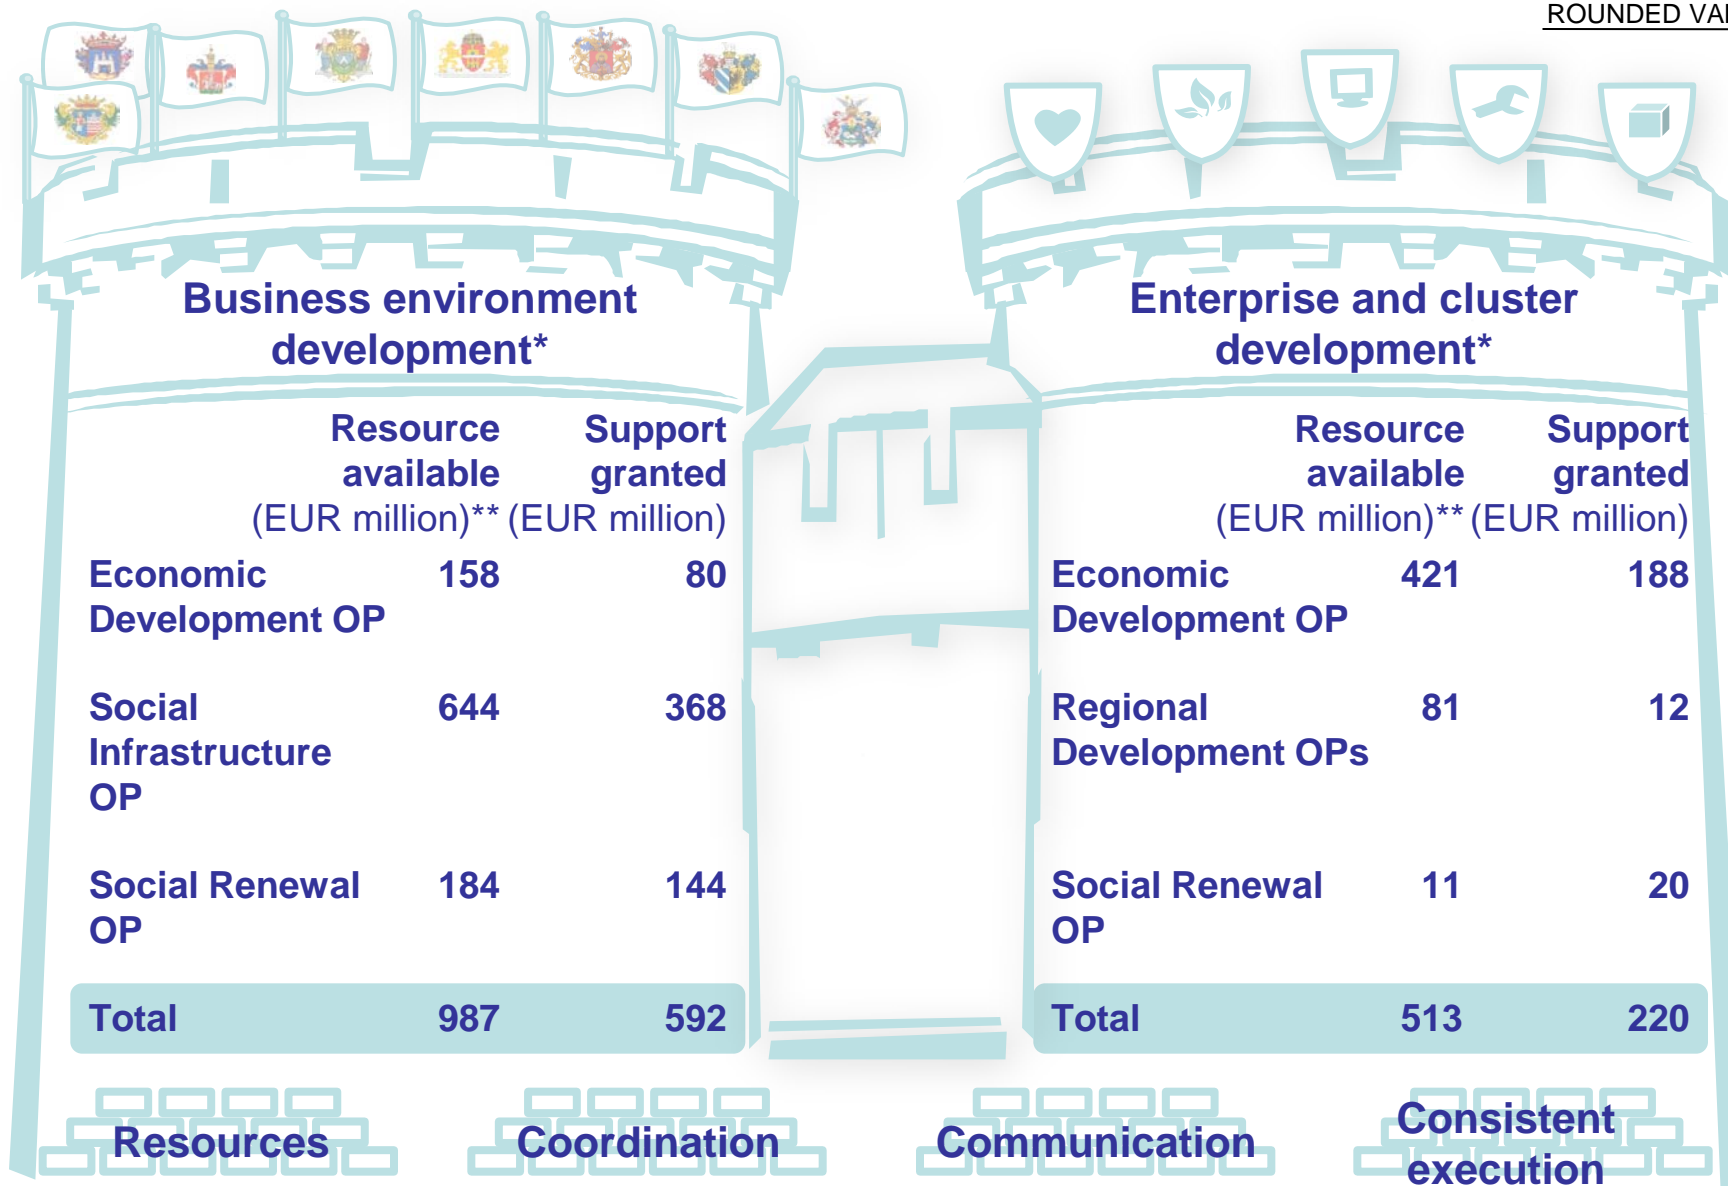 ROUNDED
Business environment
development*
Resource Support
available granted
(EUR million)** (EUR million)
Economic 158 80
Development OP
Social 644 368
Infrastructure
OP
Social Renewal 184 144
OP
Total 987 592
Enterprise and cluster
development*
Resource Support
available granted
(EUR million)** (EUR million)
Economic 421 188
Development OP
Regional 81 12
Development OPs
Social Renewal 11 20
OP
Total 513 220
Resources
Coordination
Communication
Consistent
execution